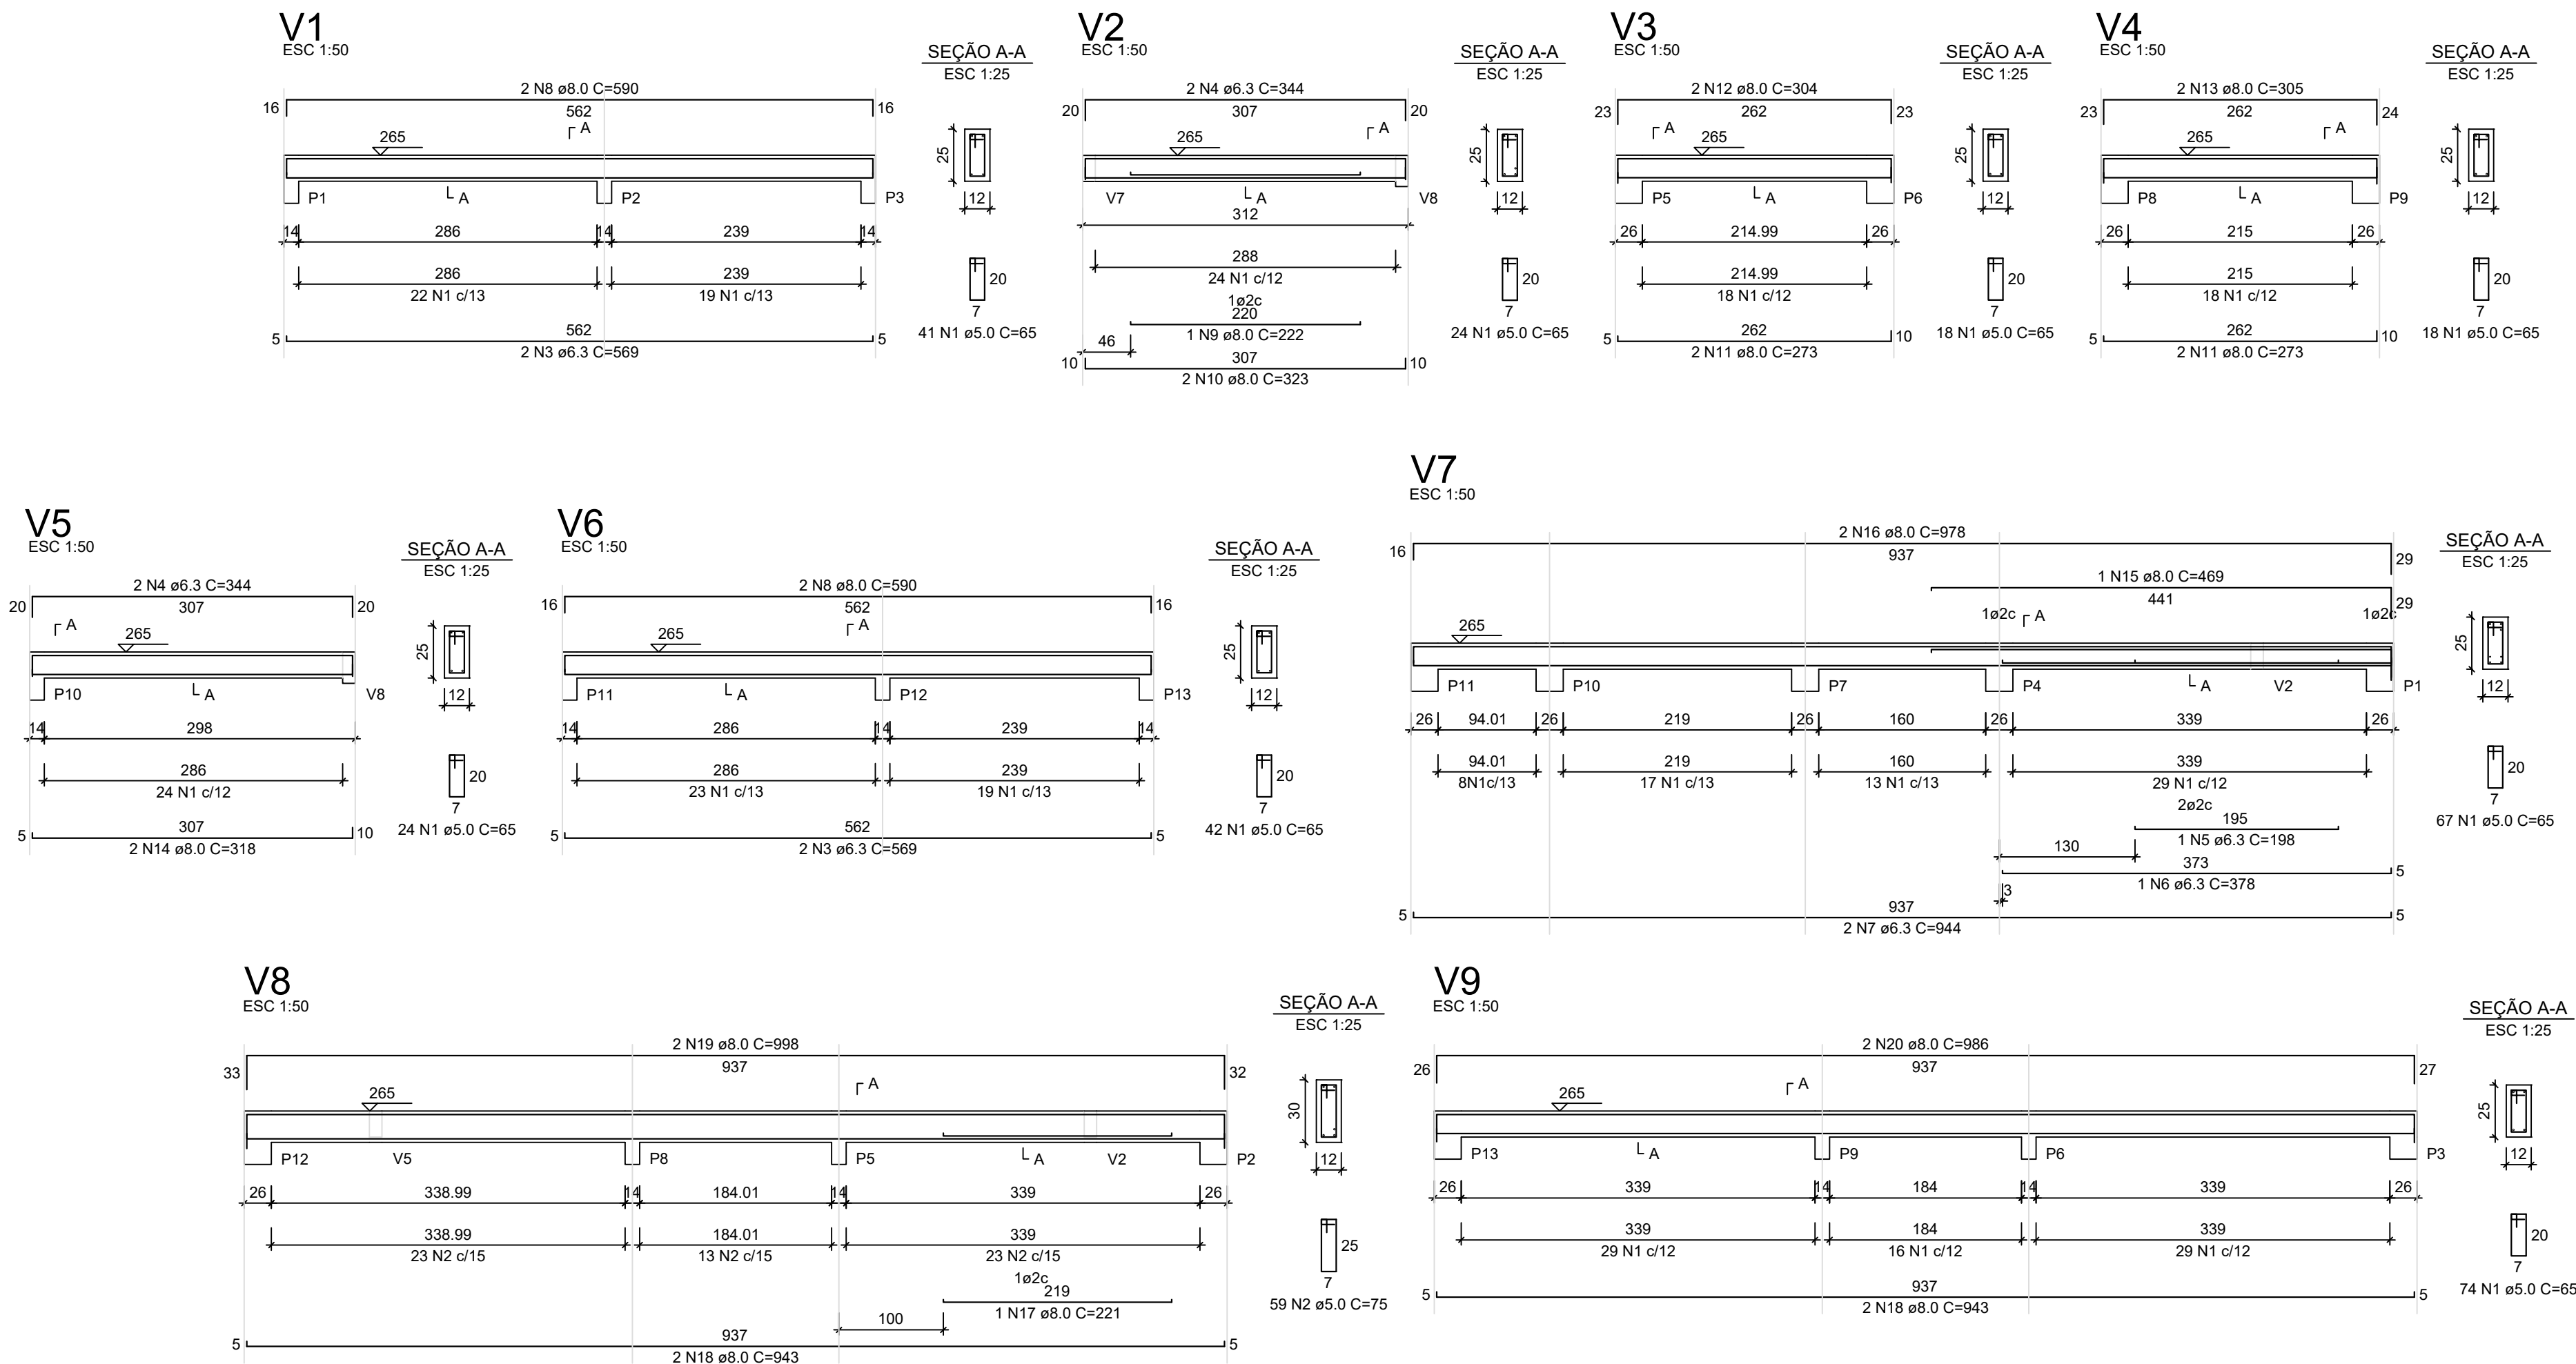 V1
ESC 1:50
SEÇÃO A-A
ESC 1:25
2 N8 ø8.0 C=590
16 562 16
A
265
25
P1 A P2 P3
12
14 286 14 239 14
286 239
22 N1 c/13 19 N1 c/13
20
7
41 N1 ø5.0 C=65
5 562 5
2 N3 ø6.3 C=569
V2
ESC 1:50
SEÇÃO A-A
ESC 1:25
2 N4 ø6.3 C=344
20 307 20
A
265
25
V7 A V8
12
312
288
24 N1 c/12
20
7
24 N1 ø5.0 C=65
1ø2c
220
1 N9 ø8.0 C=222
46
10 307 10
2 N10 ø8.0 C=323
V3
ESC 1:50
SEÇÃO A-A
ESC 1:25
2 N12 ø8.0 C=304
23 262 23
A
265
25
P5 A P6
12
26 214.99 26
214.99
18 N1 c/12
20
7
18 N1 ø5.0 C=65
5 262 10
2 N11 ø8.0 C=273
V4
ESC 1:50
SEÇÃO A-A
ESC 1:25
2 N13 ø8.0 C=305
23 262 24
A
265
25
P8 A P9
12
26 215 26
215
18 N1 c/12
20
7
18 N1 ø5.0 C=65
5 262 10
2 N11 ø8.0 C=273
V5
ESC 1:50
SEÇÃO A-A
ESC 1:25
2 N4 ø6.3 C=344
20 307 20
A
265
25
P10 A V8
12
14 298
286
24 N1 c/12
20
7
24 N1 ø5.0 C=65
5 307 10
2 N14 ø8.0 C=318
V6
ESC 1:50
SEÇÃO A-A
ESC 1:25
2 N8 ø8.0 C=590
16 562 16
A
265
25
P11 A P12 P13
12
14 286 14 239 14
286 239
23 N1 c/13 19 N1 c/13
20
7
42 N1 ø5.0 C=65
5 562 5
2 N3 ø6.3 C=569
V7
ESC 1:50
SEÇÃO A-A
ESC 1:25
2 N16 ø8.0 C=978
16 937 29
1 N15 ø8.0 C=469
441 29
1ø2c A 1ø2c
265
25
P11 P10 P7 P4 A V2 P1
12
26 94.01 26 219 26 160 26 339 26
94.01 219 160 339
8N1c/13 17 N1 c/13 13 N1 c/13 29 N1 c/12
20
7
67 N1 ø5.0 C=65
2ø2c
195
1 N5 ø6.3 C=198
130
373 5
1 N6 ø6.3 C=378
3
5 937 5
2 N7 ø6.3 C=944
V8
ESC 1:50
SEÇÃO A-A
ESC 1:25
2 N19 ø8.0 C=998
33 937 32
A
265
30
P12 V5 P8 P5 A V2 P2
12
26 338.99 14 184.01 14 339 26
338.99 184.01 339
23 N2 c/15 13 N2 c/15 23 N2 c/15
25
7
59 N2 ø5.0 C=75
1ø2c
219
1 N17 ø8.0 C=221
100
5 937 5
2 N18 ø8.0 C=943
V9
ESC 1:50
SEÇÃO A-A
ESC 1:25
2 N20 ø8.0 C=986
26 937 27
A
265
25
P13 A P9 P6 P3
12
26 339 14 184 14 339 26
339 184 339
29 N1 c/12 16 N1 c/12 29 N1 c/12
20
7
74 N1 ø5.0 C=65
5 937 5
2 N18 ø8.0 C=943